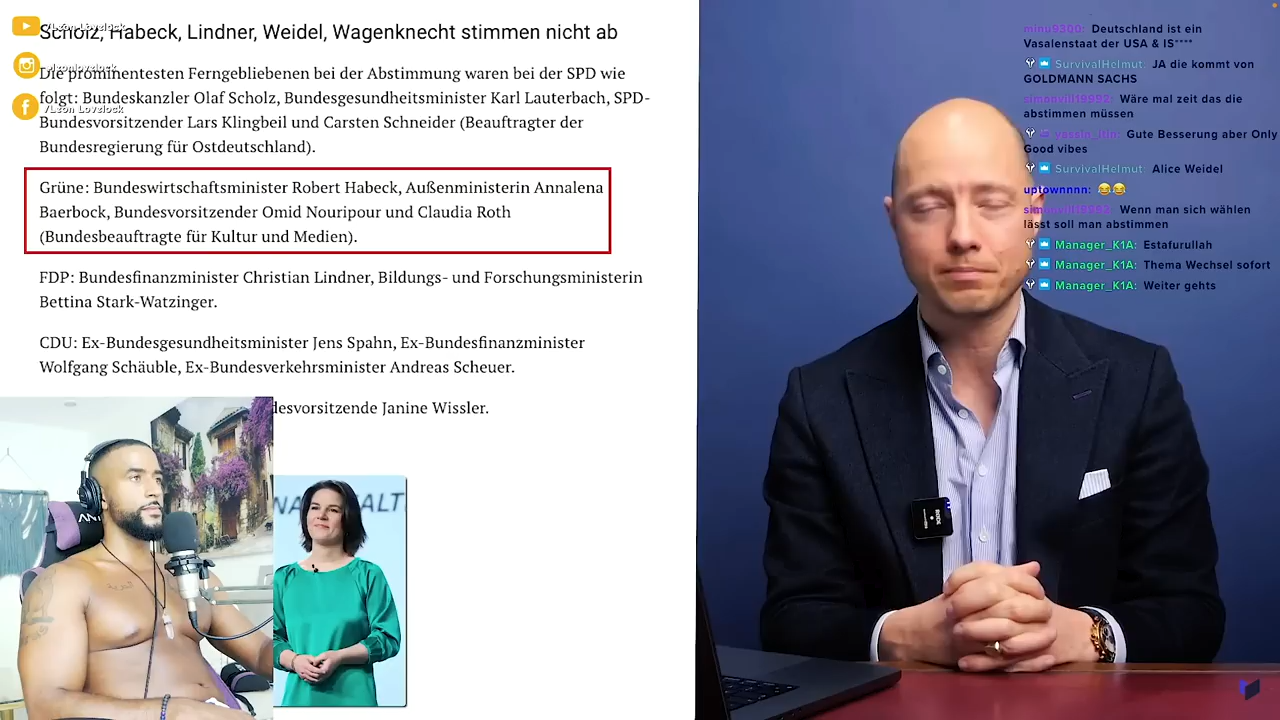 /Leon Lovelock
/leonlovelock
/Leon Lovelock
Scholz, Habeck, Lindner, Weidel, Wagenknecht stimmen nicht ab
Die prominentesten Ferngebliebenen bei der Abstimmung waren bei der SPD wie
folgt: Bundeskanzler Olaf Scholz, Bundesgesundheitsminister Karl Lauterbach, SPD-
Bundesvorsitzender Lars Klingbeil und Carsten Schneider (Beauftragter der
Bundesregierung für Ostdeutschland).
Grüne: Bundeswirtschaftsminister Robert Habeck, Außenministerin Annalena
Baerbock, Bundesvorsitzender Omid Nouripour und Claudia Roth
(Bundesbeauftragte für Kultur und Medien).
FDP: Bundesfinanzminister Christian Lindner, Bildungs- und Forschungsministerin
Bettina Stark-Watzinger.
CDU: Ex-Bundesgesundheitsminister Jens Spahn, Ex-Bundesfinanzminister
Wolfgang Schäuble, Ex-Bundesverkehrsminister Andreas Scheuer.
desvorsitzende Janine Wissler.
minu9300: Deutschland ist ein
Vasalenstaat der USA & IS****
SurvivalHelmut: JA die kommt von
GOLDMANN SACHS
Wäre mal zeit das die
abstimmen müssen
yassin_itin: Gute Besserung aber Only
Good vibes
SurvivalHelmut: Alice Weidel
uptownnnn: 😂😂
Wenn man sich wählen
lässt soll man abstimmen
Manager_K1A: Estafurullah
Manager_K1A: Thema Wechsel sofort
Manager_K1A: Weiter gehts